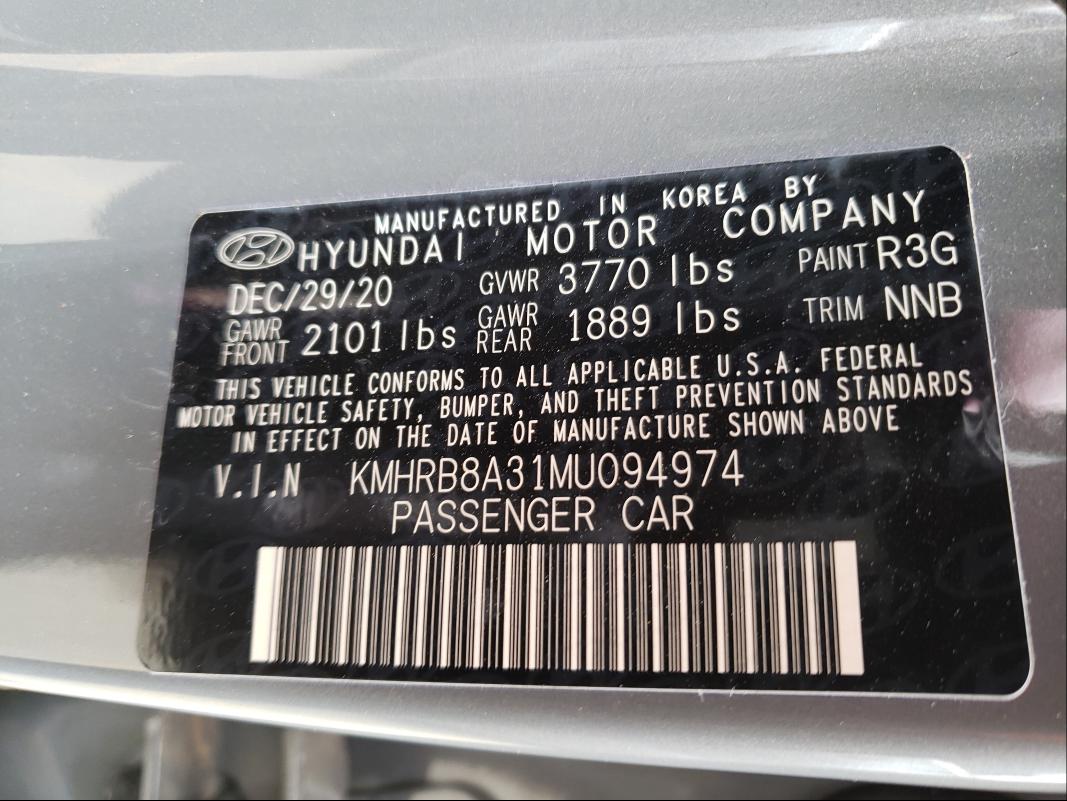 MANUFACTURED IN KOREA BY
HYUNDAI MOTOR COMPANY
DEC/29/20 GVWR 3770 lbs PAINT R3G
GAWR FRONT 2101 lbs GAWR REAR 1889 lbs TRIM NNB
THIS VEHICLE CONFORMS TO ALL APPLICABLE U.S.A. FEDERAL
MOTOR VEHICLE SAFETY, BUMPER, AND THEFT PREVENTION STANDARDS
IN EFFECT ON THE DATE OF MANUFACTURE SHOWN ABOVE
V.I.N KMHRB8A31MU094974
PASSENGER CAR